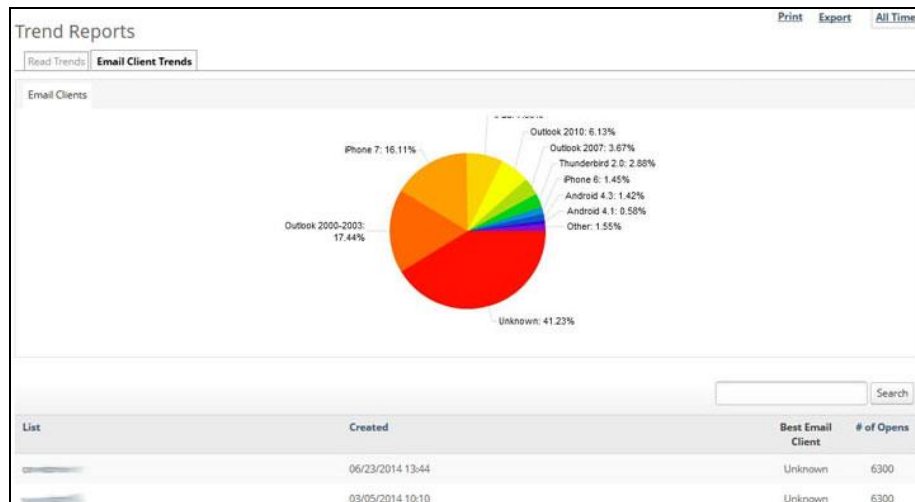 Print Export All Time
Trend Reports
Read Trends Email Client Trends
Email Clients
Outlook 2010: 6.13%
iPhone 7: 16.11%
Outlook 2007: 3.67%
Thunderbird 2.0: 2.88%
iPhone 6: 1.45%
Android 4.3: 1.42%
Android 4.1: 0.58%
Outlook 2000-2003:
17.44%
Other: 1.55%
Unknown: 41.23%
Search
List Created Best Email Client # of Opens
06/23/2014 13:44 Unknown 6300
03/05/2014 10:10 Unknown 6300